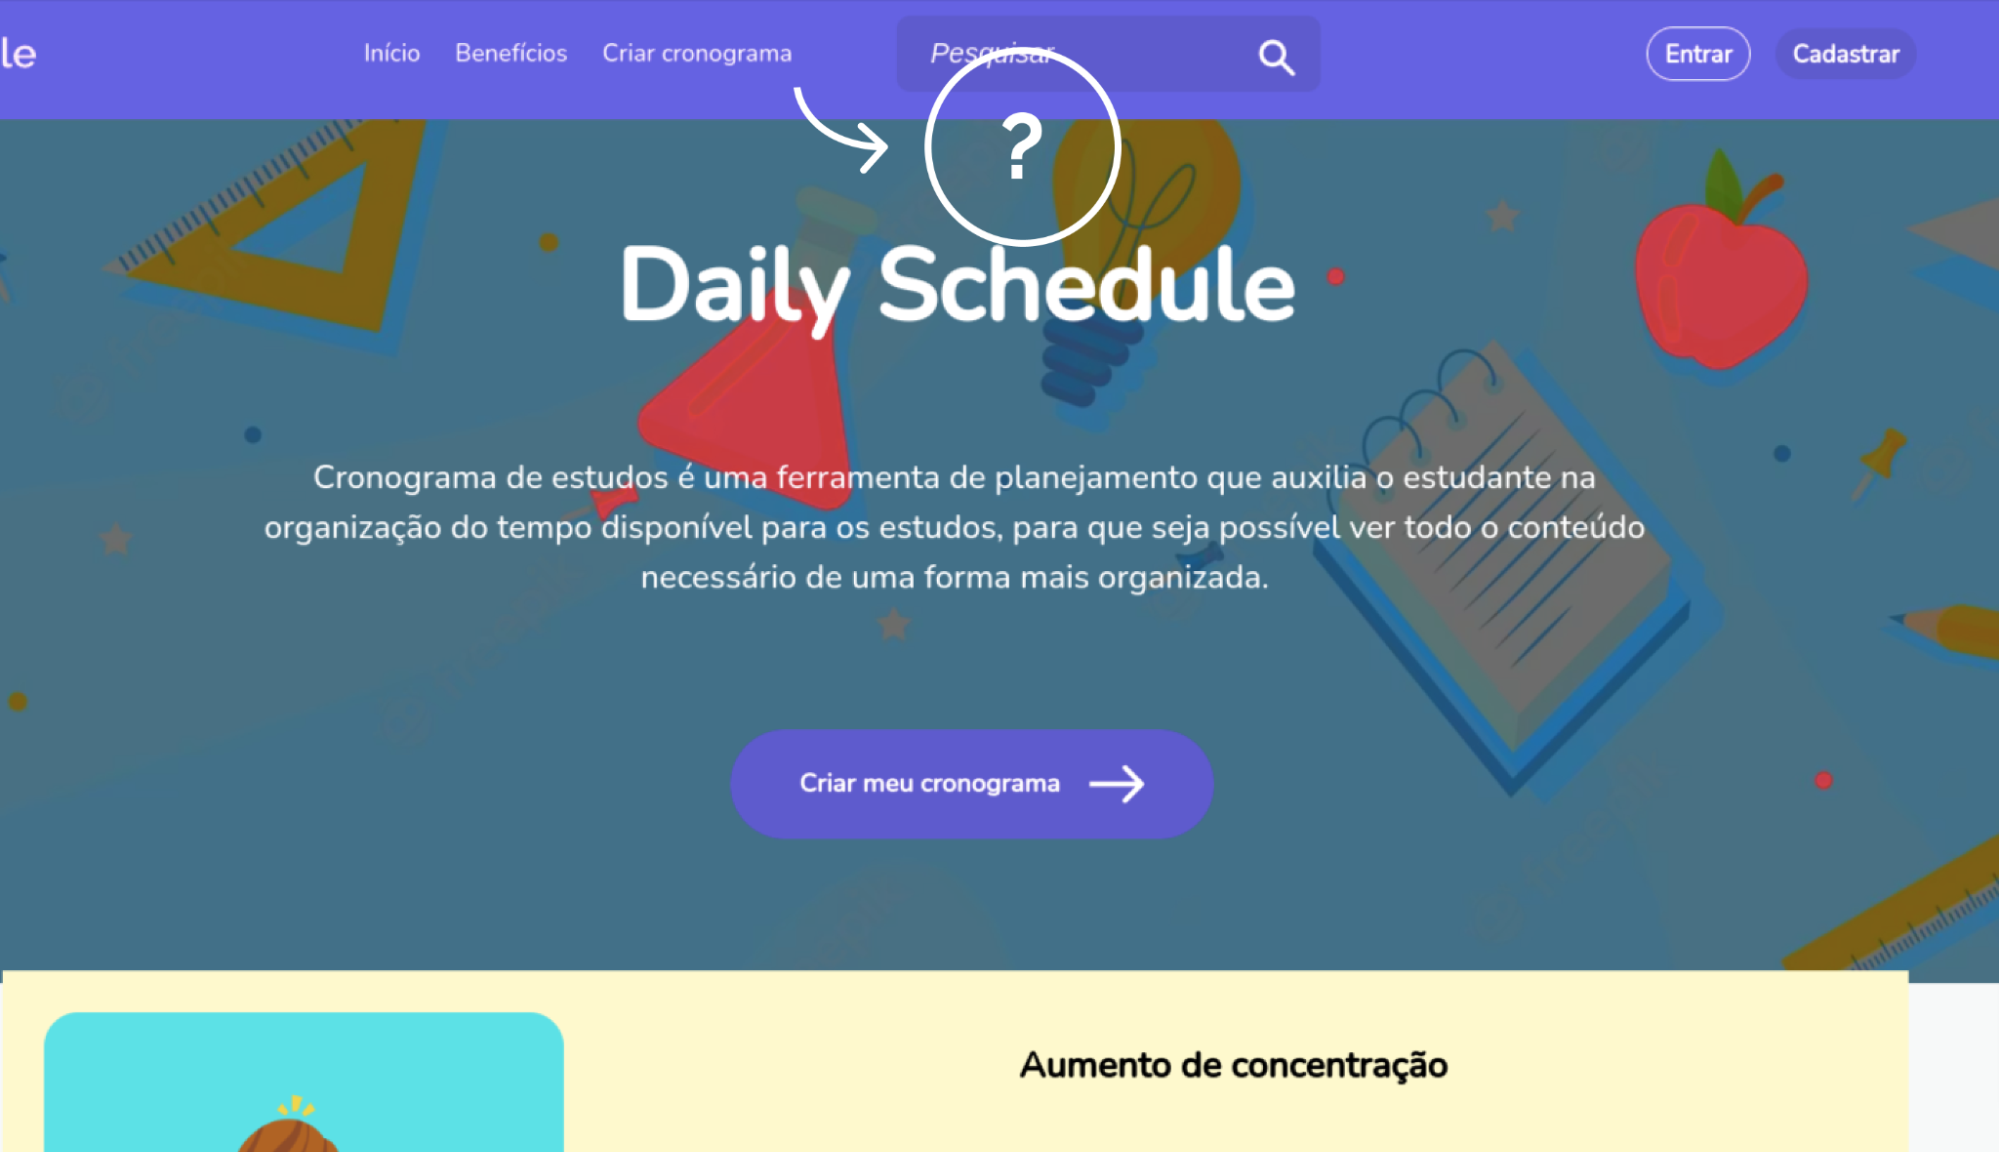 le
Início Benefícios Criar cronograma Pesquisar Entrar Cadastrar
?
Daily Schedule
Cronograma de estudos é uma ferramenta de planejamento que auxilia o estudante na
organização do tempo disponível para os estudos, para que seja possível ver todo o conteúdo
necessário de uma forma mais organizada.
Criar meu cronograma
Aumento de concentração